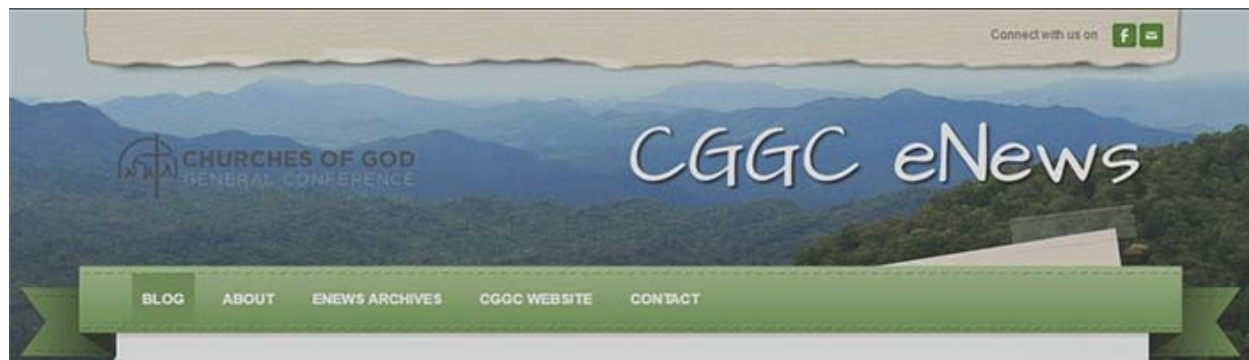 Connect with us on
CHURCHES OF GOD
GENERAL CONFERENCE
CGGC eNews
BLOG ABOUT ENEWS ARCHIVES CGGC WEBSITE CONTACT